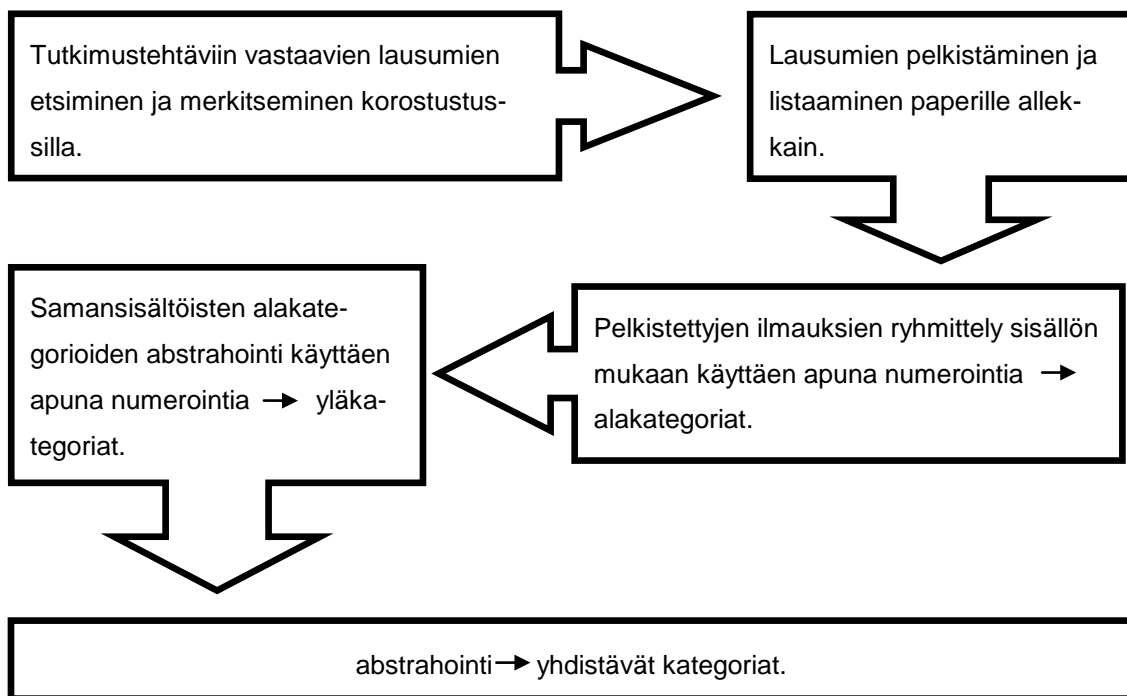 Tutkimustehtäviin vastaavien lausumien
etsiminen ja merkitseminen korostustus-
silla.
Lausumien pelkistäminen ja
listaaminen paperille allek-
kain.
Pelkistettyjen ilmauksien ryhmittely sisällön
mukaan käyttäen apuna numerointia →
alakategoriat.
Samansisältöisten alakate-
gorioiden abstrahointi käyttäen
apuna numerointia → yläka-
tegoriat.
abstrahointi → yhdistävät kategoriat.